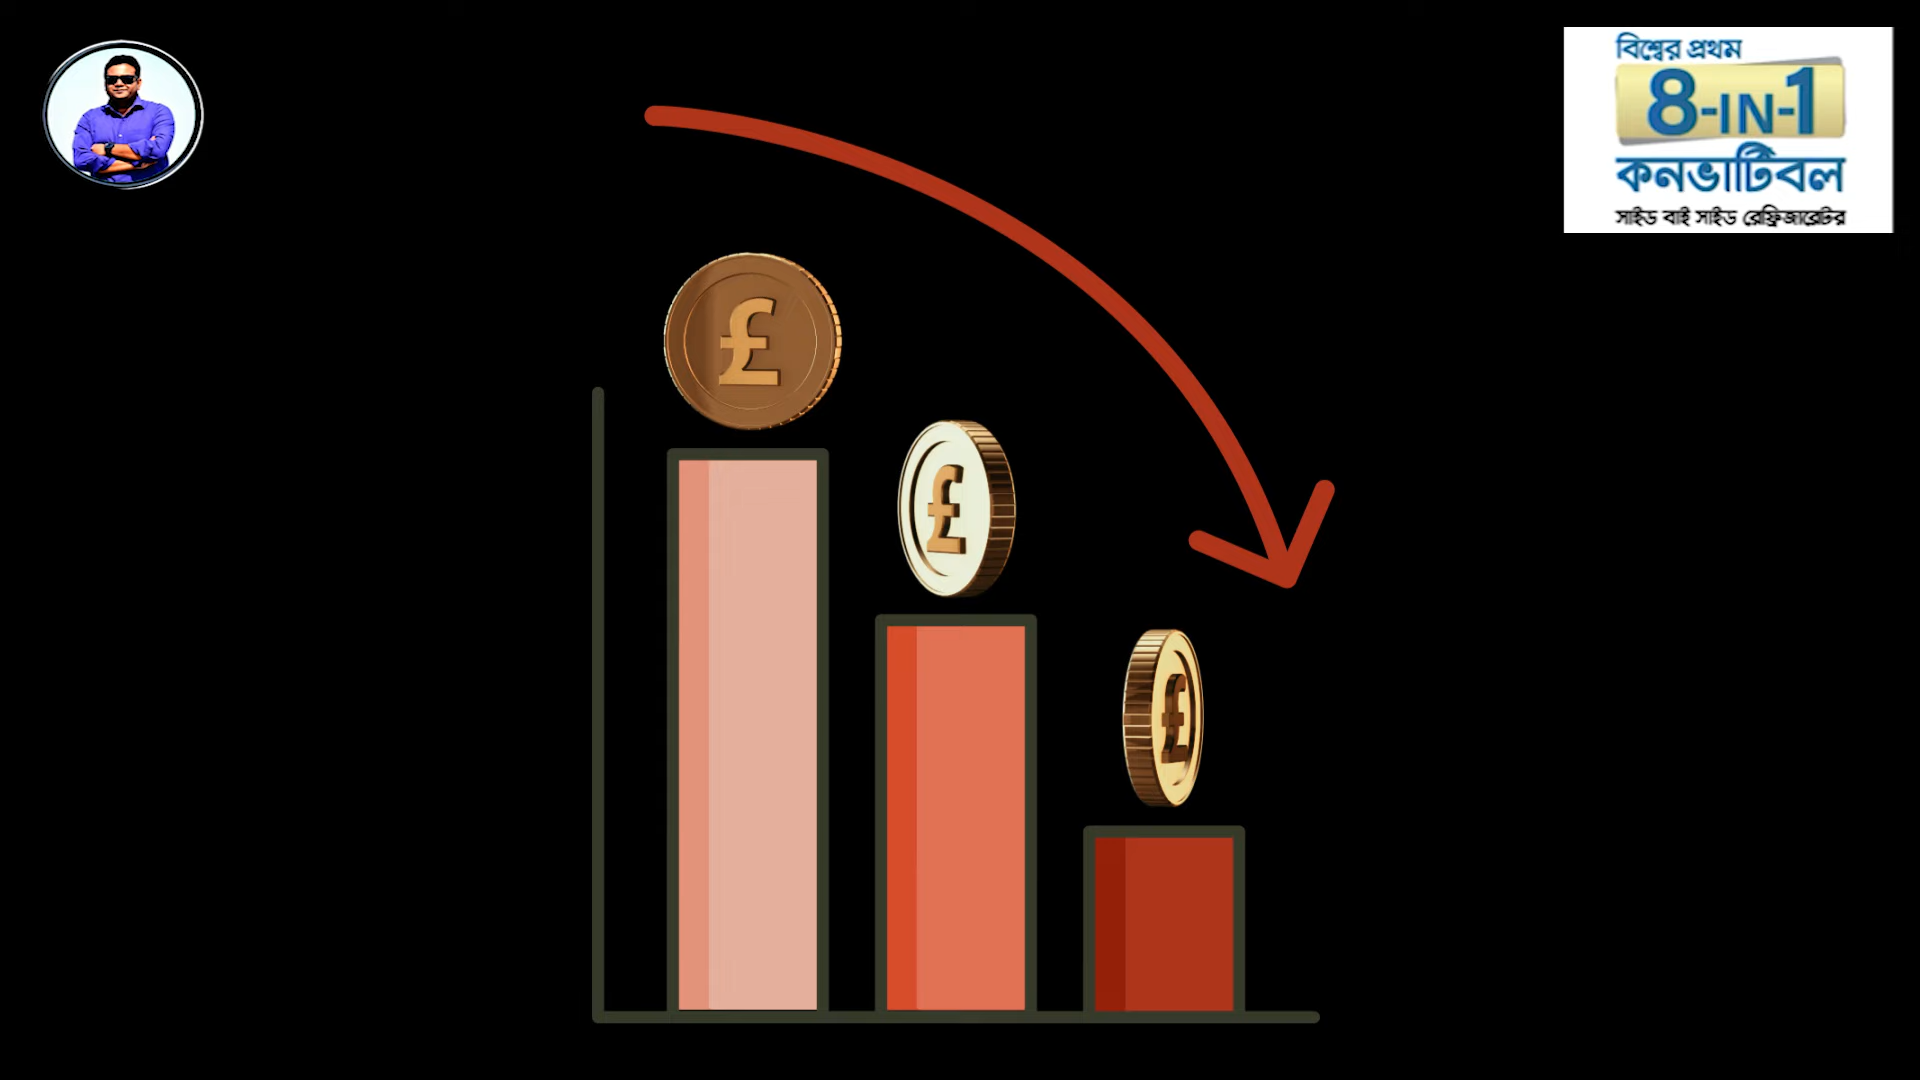 বিশ্বের প্রথম
8-IN-1
কনভার্টিবল
সাইড বাই সাইড রেফ্রিজারেটর
£
£
£